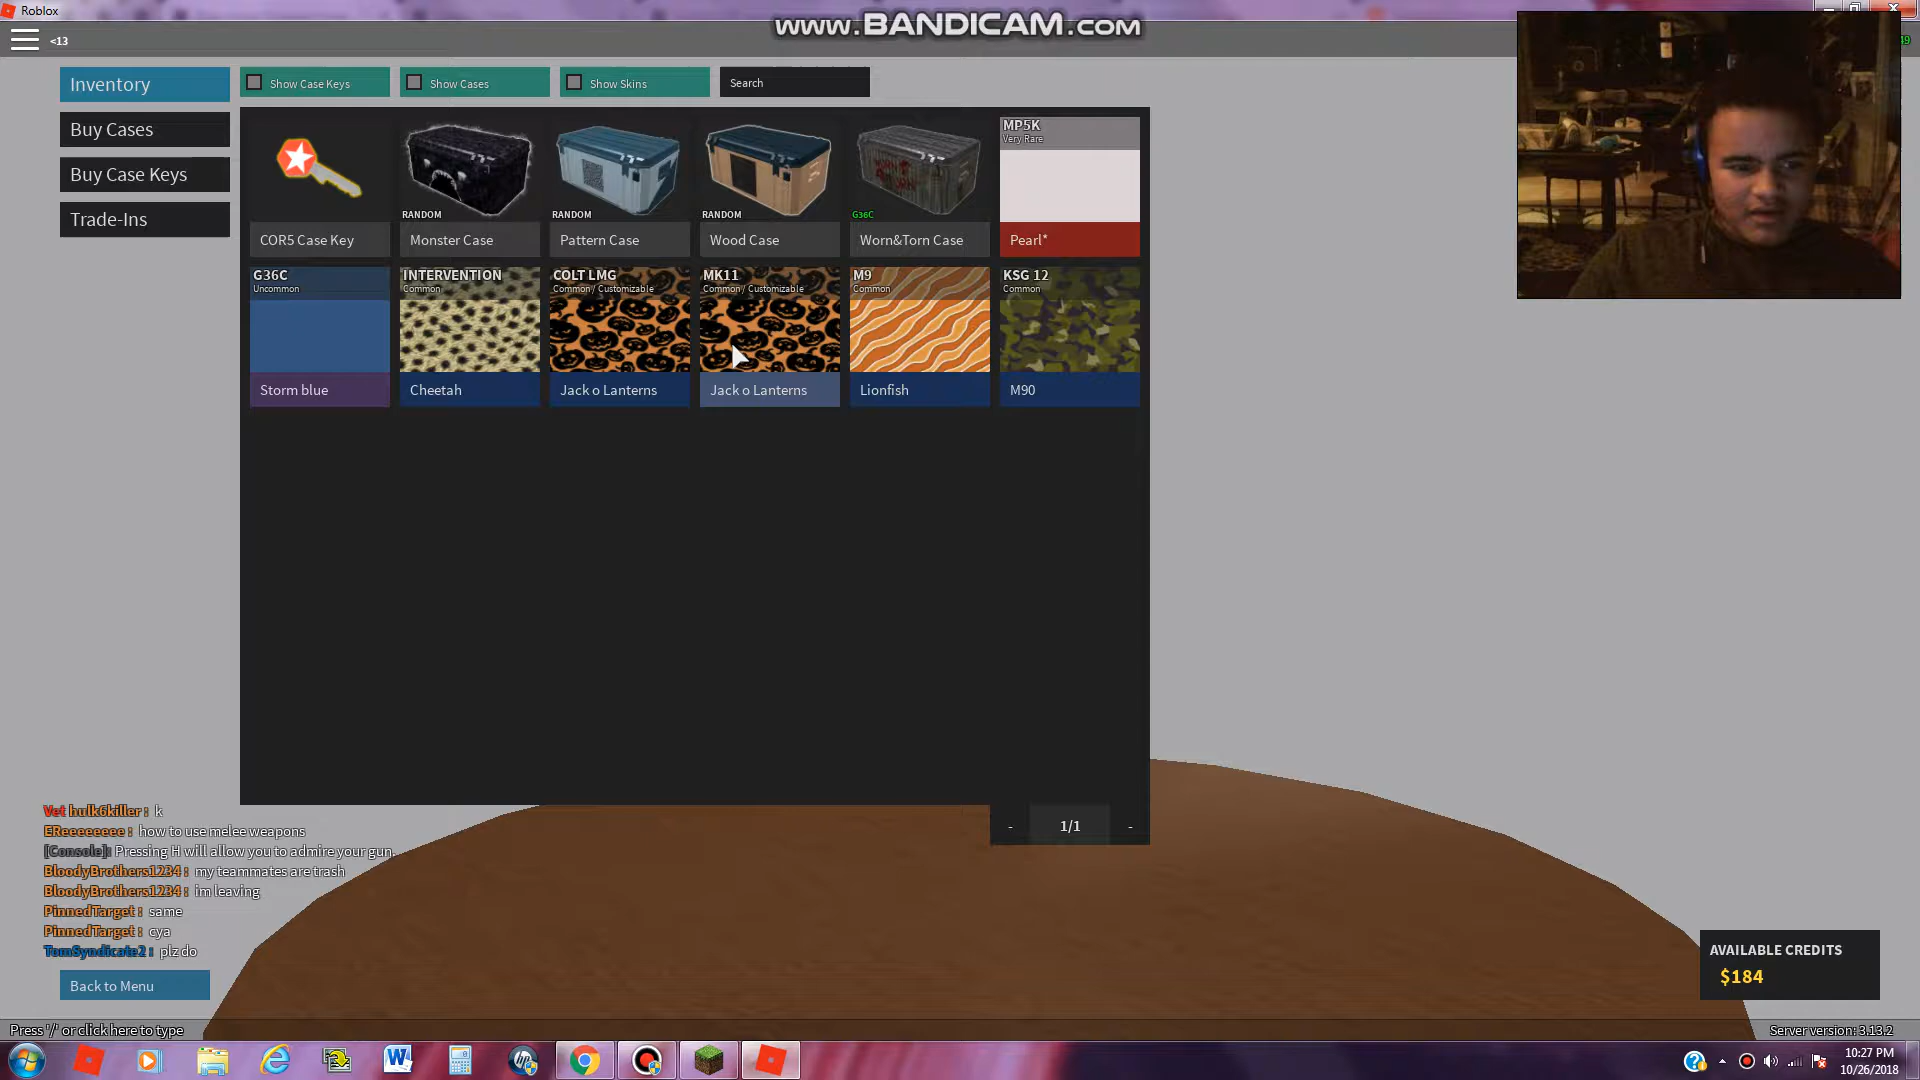 Roblox
www.BANDICAM.com
<13
Inventory
Buy Cases
Buy Case Keys
Trade-Ins
Show Case Keys
Show Cases
Show Skins
Search
COR5 Case Key
RANDOM
Monster Case
RANDOM
Pattern Case
RANDOM
Wood Case
G36C
Worn&Torn Case
MP5K
Very Rare
Pearl*
G36C
Uncommon
Storm blue
INTERVENTION
Common
Cheetah
COLT LMG
Common / Customizable
Jack o Lanterns
MK11
Common / Customizable
Jack o Lanterns
M9
Common
Lionfish
KSG 12
Common
M90
- 1/1 -
Vet hulk6killer : k
EReeeeeeee : how to use melee weapons
[Console]: Pressing H will allow you to admire your gun.
BloodyBrothers1234 : my teammates are trash
BloodyBrothers1234 : im leaving
PinnedTarget : same
PinnedTarget : cya
TomSyndicate2 : plz do
Back to Menu
AVAILABLE CREDITS
$184
Press '/' or click here to type
Server version: 3.13.2
10:27 PM
10/26/2018